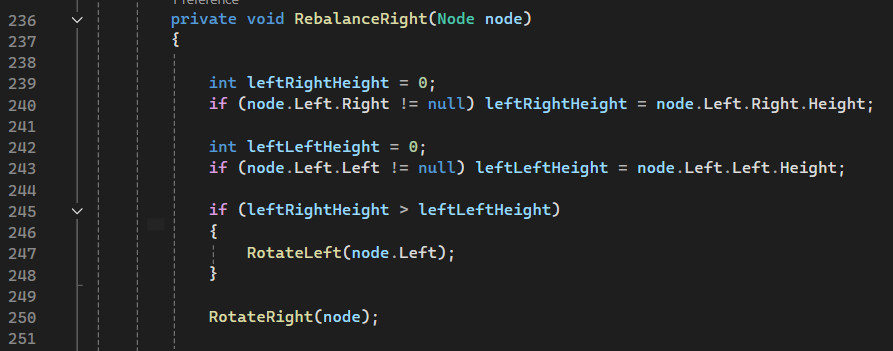 1 reference
236 private void RebalanceRight(Node node)
237 {
238
239 int leftRightHeight = 0;
240 if (node.Left.Right != null) leftRightHeight = node.Left.Right.Height;
241
242 int leftLeftHeight = 0;
243 if (node.Left.Left != null) leftLeftHeight = node.Left.Left.Height;
244
245 if (leftRightHeight > leftLeftHeight)
246 {
247 RotateLeft(node.Left);
248 }
249
250 RotateRight(node);
251